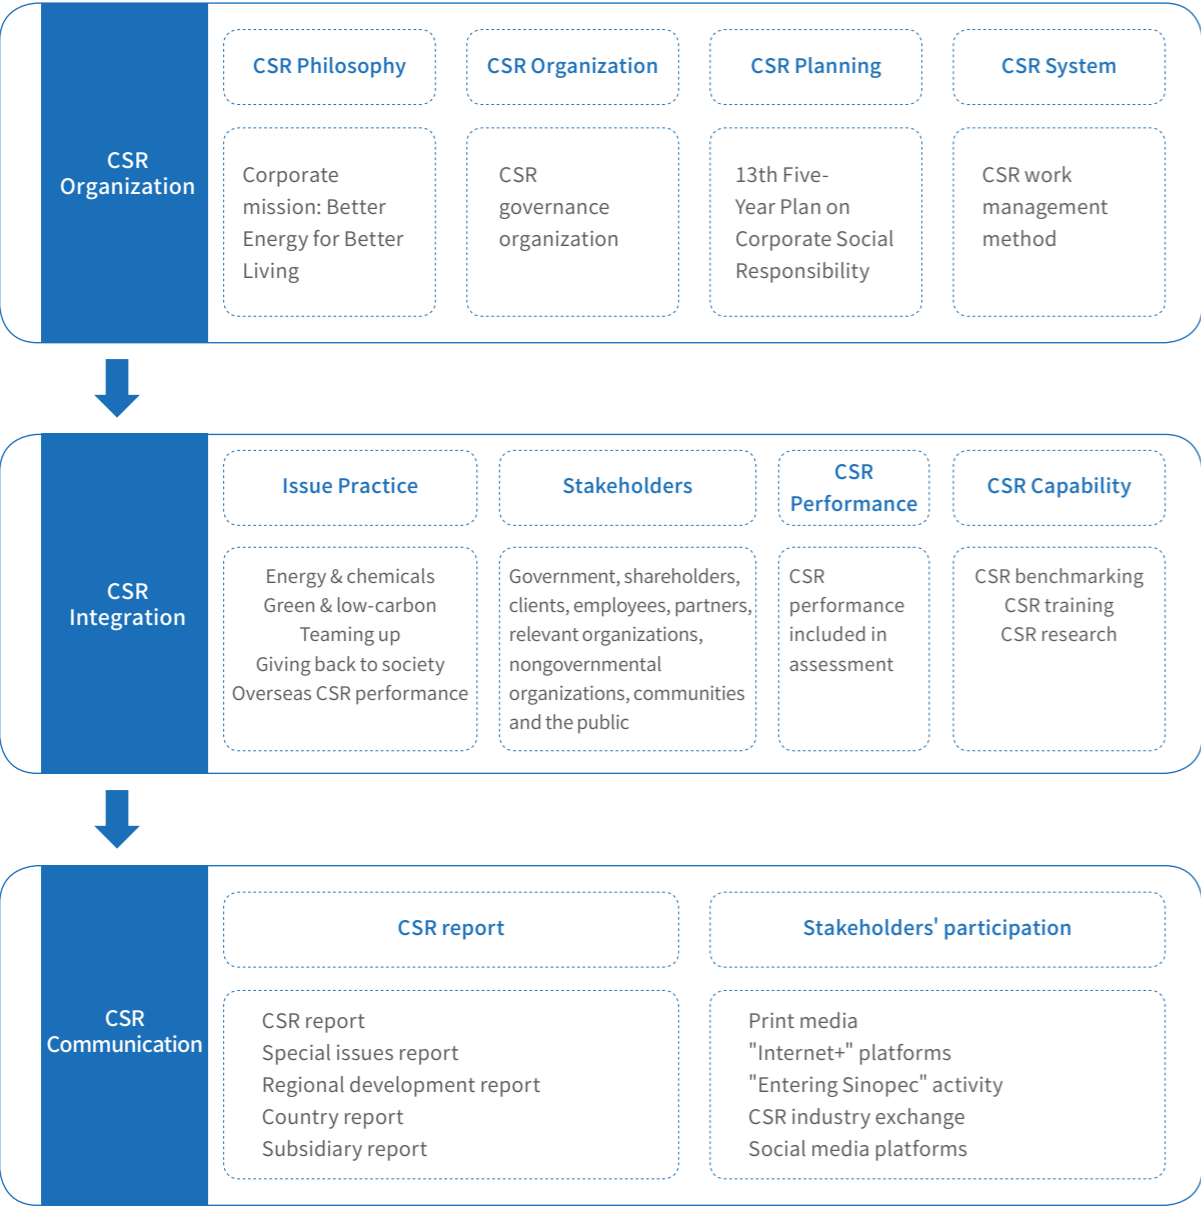 CSR
Organization
CSR Philosophy
CSR Organization
CSR Planning
CSR System
Corporate
mission: Better
Energy for Better
Living
CSR
governance
organization
13th Five-
Year Plan on
Corporate Social
Responsibility
CSR work
management
method
CSR
Integration
Issue Practice
Stakeholders
CSR
Performance
CSR Capability
Energy & chemicals
Green & low-carbon
Teaming up
Giving back to society
Overseas CSR performance
Government, shareholders,
clients, employees, partners,
relevant organizations,
nongovernmental
organizations, communities
and the public
CSR
performance
included in
assessment
CSR benchmarking
CSR training
CSR research
CSR
Communication
CSR report
Stakeholders' participation
CSR report
Special issues report
Regional development report
Country report
Subsidiary report
Print media
"Internet+" platforms
"Entering Sinopec" activity
CSR industry exchange
Social media platforms